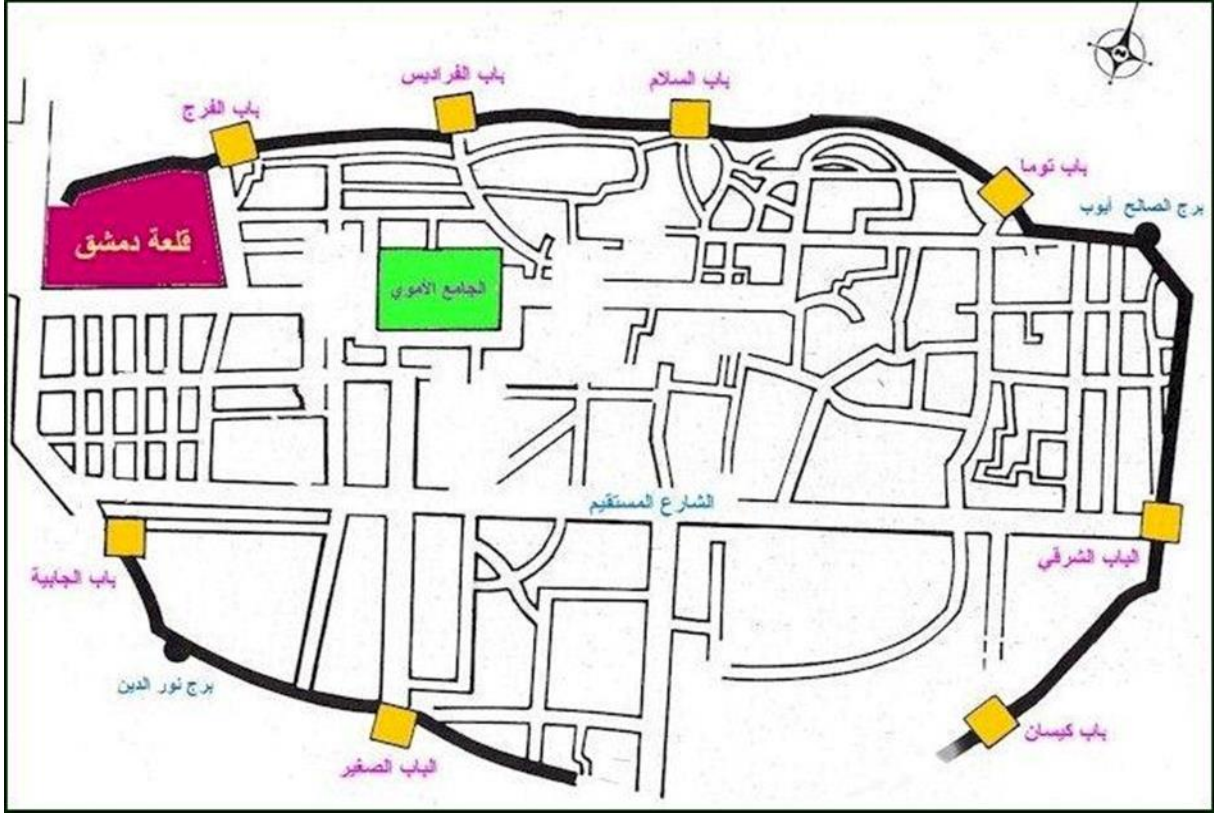 باب السلام
باب الفراديس
باب الفرج
باب توما
برج الصالح أيوب
قلعة دمشق
الجامع الأموي
الشارع المستقيم
الباب الشرقي
باب الجابية
برج نور الدين
باب كيسان
الباب الصغير